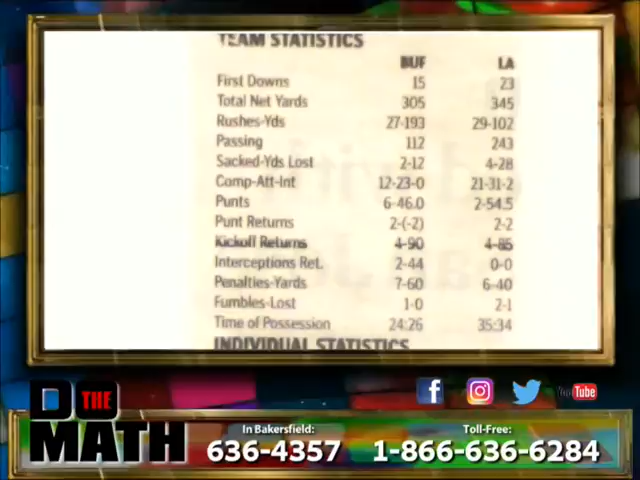 TEAM STATISTICS
BUF LA
First Downs 15 23
Total Net Yards 305 345
Rushes-Yds 27-193 29-102
Passing 112 243
Sacked-Yds Lost 2-12 4-28
Comp-Att-Int 12-23-0 21-31-2
Punts 6-46.0 2-54.5
Punt Returns 2-(-2) 2-2
Kickoff Returns 4-90 4-85
Interceptions Ret. 2-44 0-0
Penalties-Yards 7-60 6-40
Fumbles-Lost 1-0 2-1
Time of Possession 24:26 35:34
INDIVIDUAL STATISTICS
DO THE MATH
In Bakersfield: Toll-Free:
636-4357 1-866-636-6284
YouTube